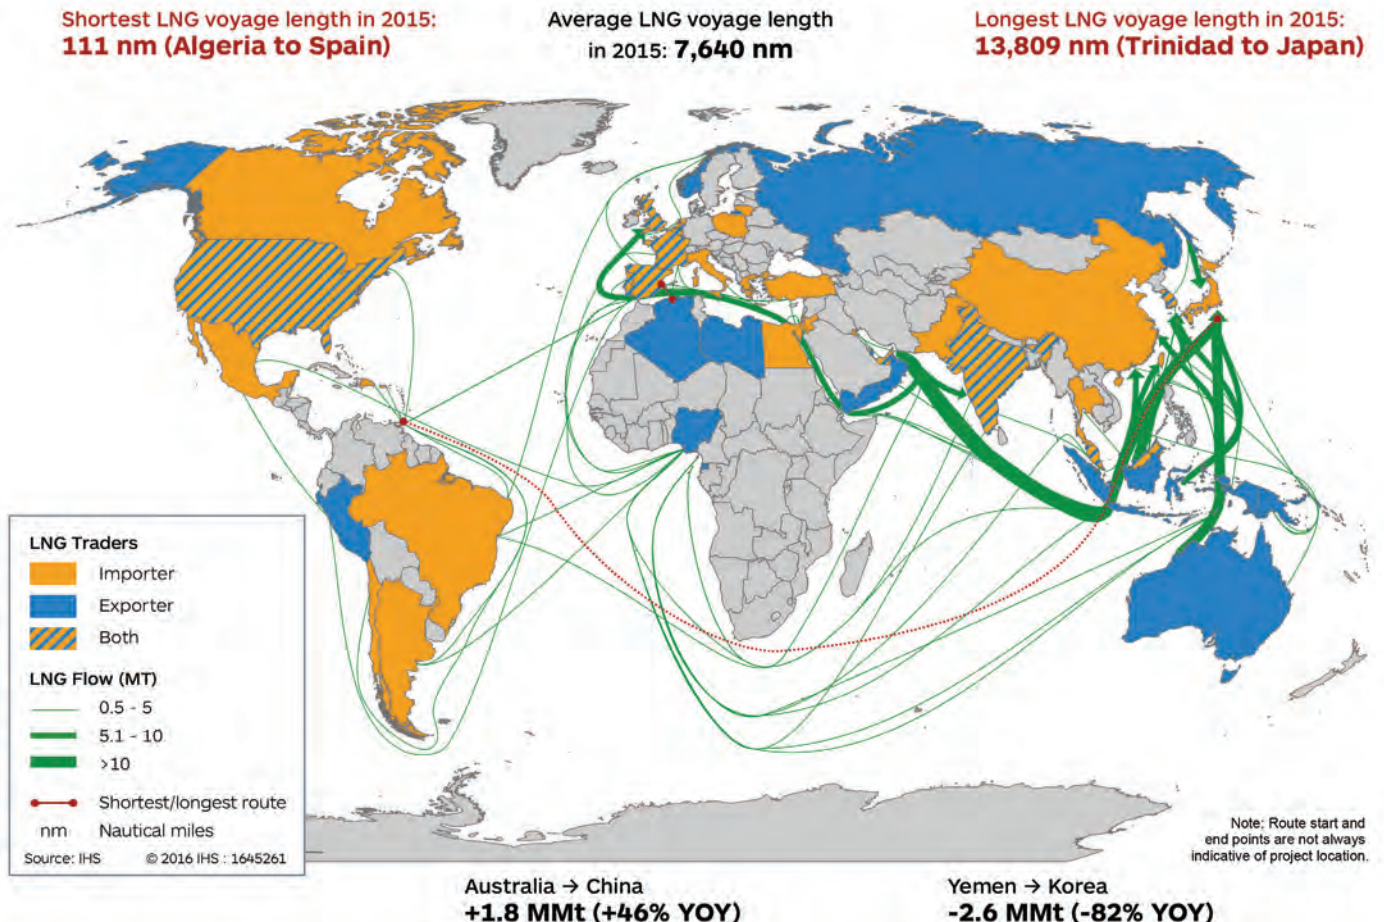 Shortest LNG voyage length in 2015:
111 nm (Algeria to Spain)
Average LNG voyage length
in 2015: 7,640 nm
Longest LNG voyage length in 2015:
13,809 nm (Trinidad to Japan)
LNG Traders
Importer
Exporter
Both
LNG Flow (MT)
0.5 - 5
5.1 - 10
>10
Shortest/longest route
nm Nautical miles
Source: IHS © 2016 IHS : 1645261
Note: Route start and
end points are not always
indicative of project location.
Australia → China
+1.8 MMt (+46% YOY)
Yemen → Korea
-2.6 MMt (-82% YOY)